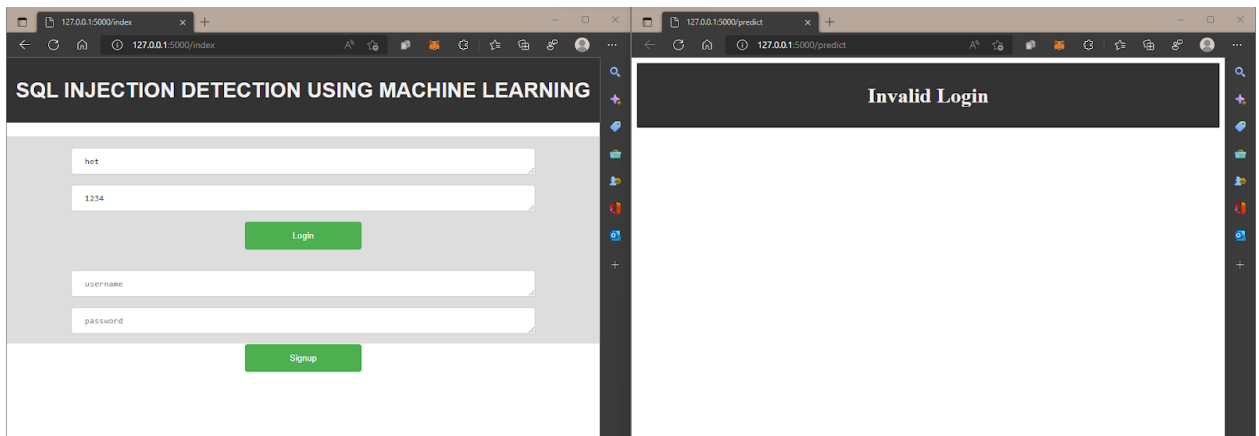 127.0.0.1:5000/index
127.0.0.1:5000/index
SQL INJECTION DETECTION USING MACHINE LEARNING
het
1234
Login
username
password
Signup
127.0.0.1:5000/predict
127.0.0.1:5000/predict
Invalid Login